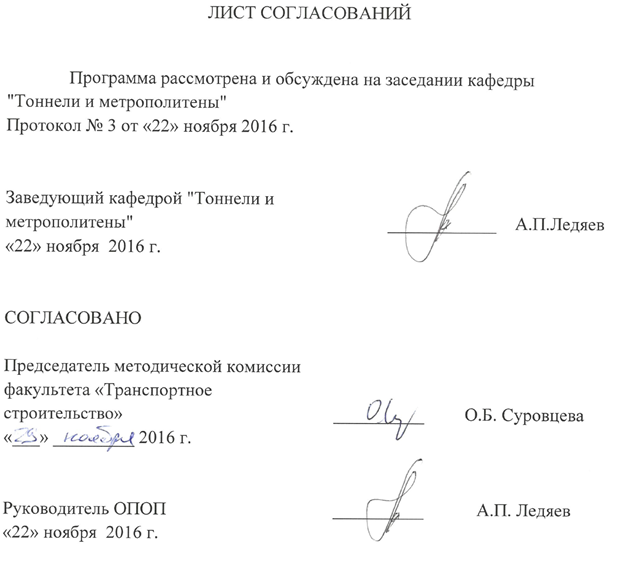 ЛИСТ СОГЛАСОВАНИЙ
Программа рассмотрена и обсуждена на заседании кафедры
"Тоннели и метрополитены"
Протокол № 3 от «22» ноября 2016 г.
Заведующий кафедрой "Тоннели и
метрополитены"
А.П.Ледяев
«22» ноября 2016 г.
СОГЛАСОВАНО
Председатель методической комиссии
факультета «Транспортное
строительство»
О.Б. Суровцева
« » ноября 2016 г.
Руководитель ОПОП
А.П. Ледяев
«22» ноября 2016 г.